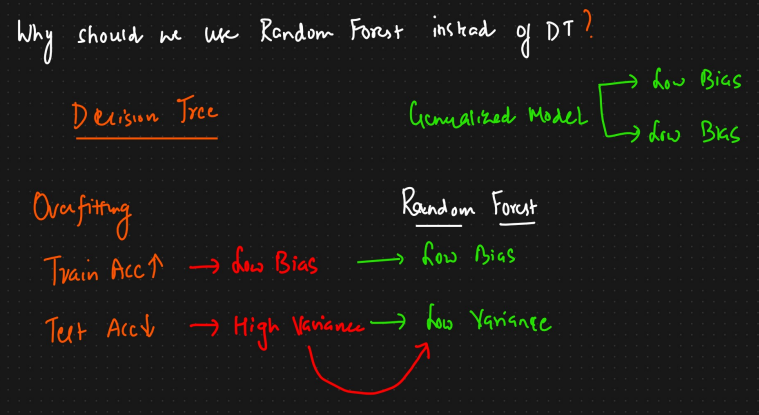 Why should we use Random Forest instead of DT?
Decision Tree
Generalized Model → Low Bias
→ Low Bias
Overfitting
Random Forest
Train Acc↑ → Low Bias → Low Bias
Test Acc↓ → High Variance → Low Variance